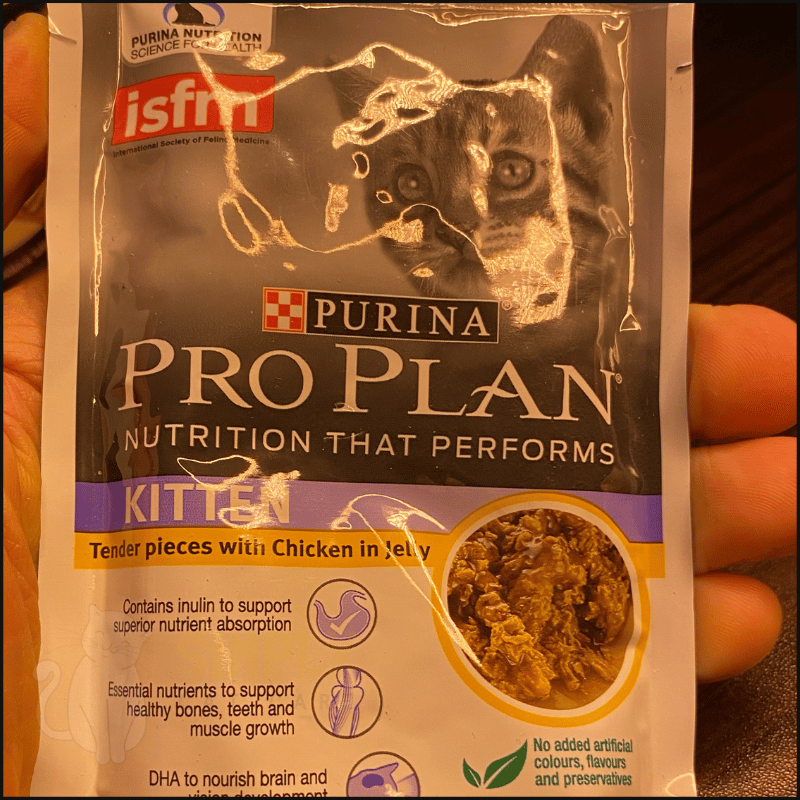 PURINA NUTRITION
SCIENCE FOR HEALTH
isfm
International Society of Feline Medicine
PURINA
PRO PLAN
NUTRITION THAT PERFORMS
KITTEN
Tender pieces with Chicken in Jelly
Contains inulin to support
superior nutrient absorption
Essential nutrients to support
healthy bones, teeth and
muscle growth
DHA to nourish brain and
vision development
No added artificial
colours, flavours
and preservatives